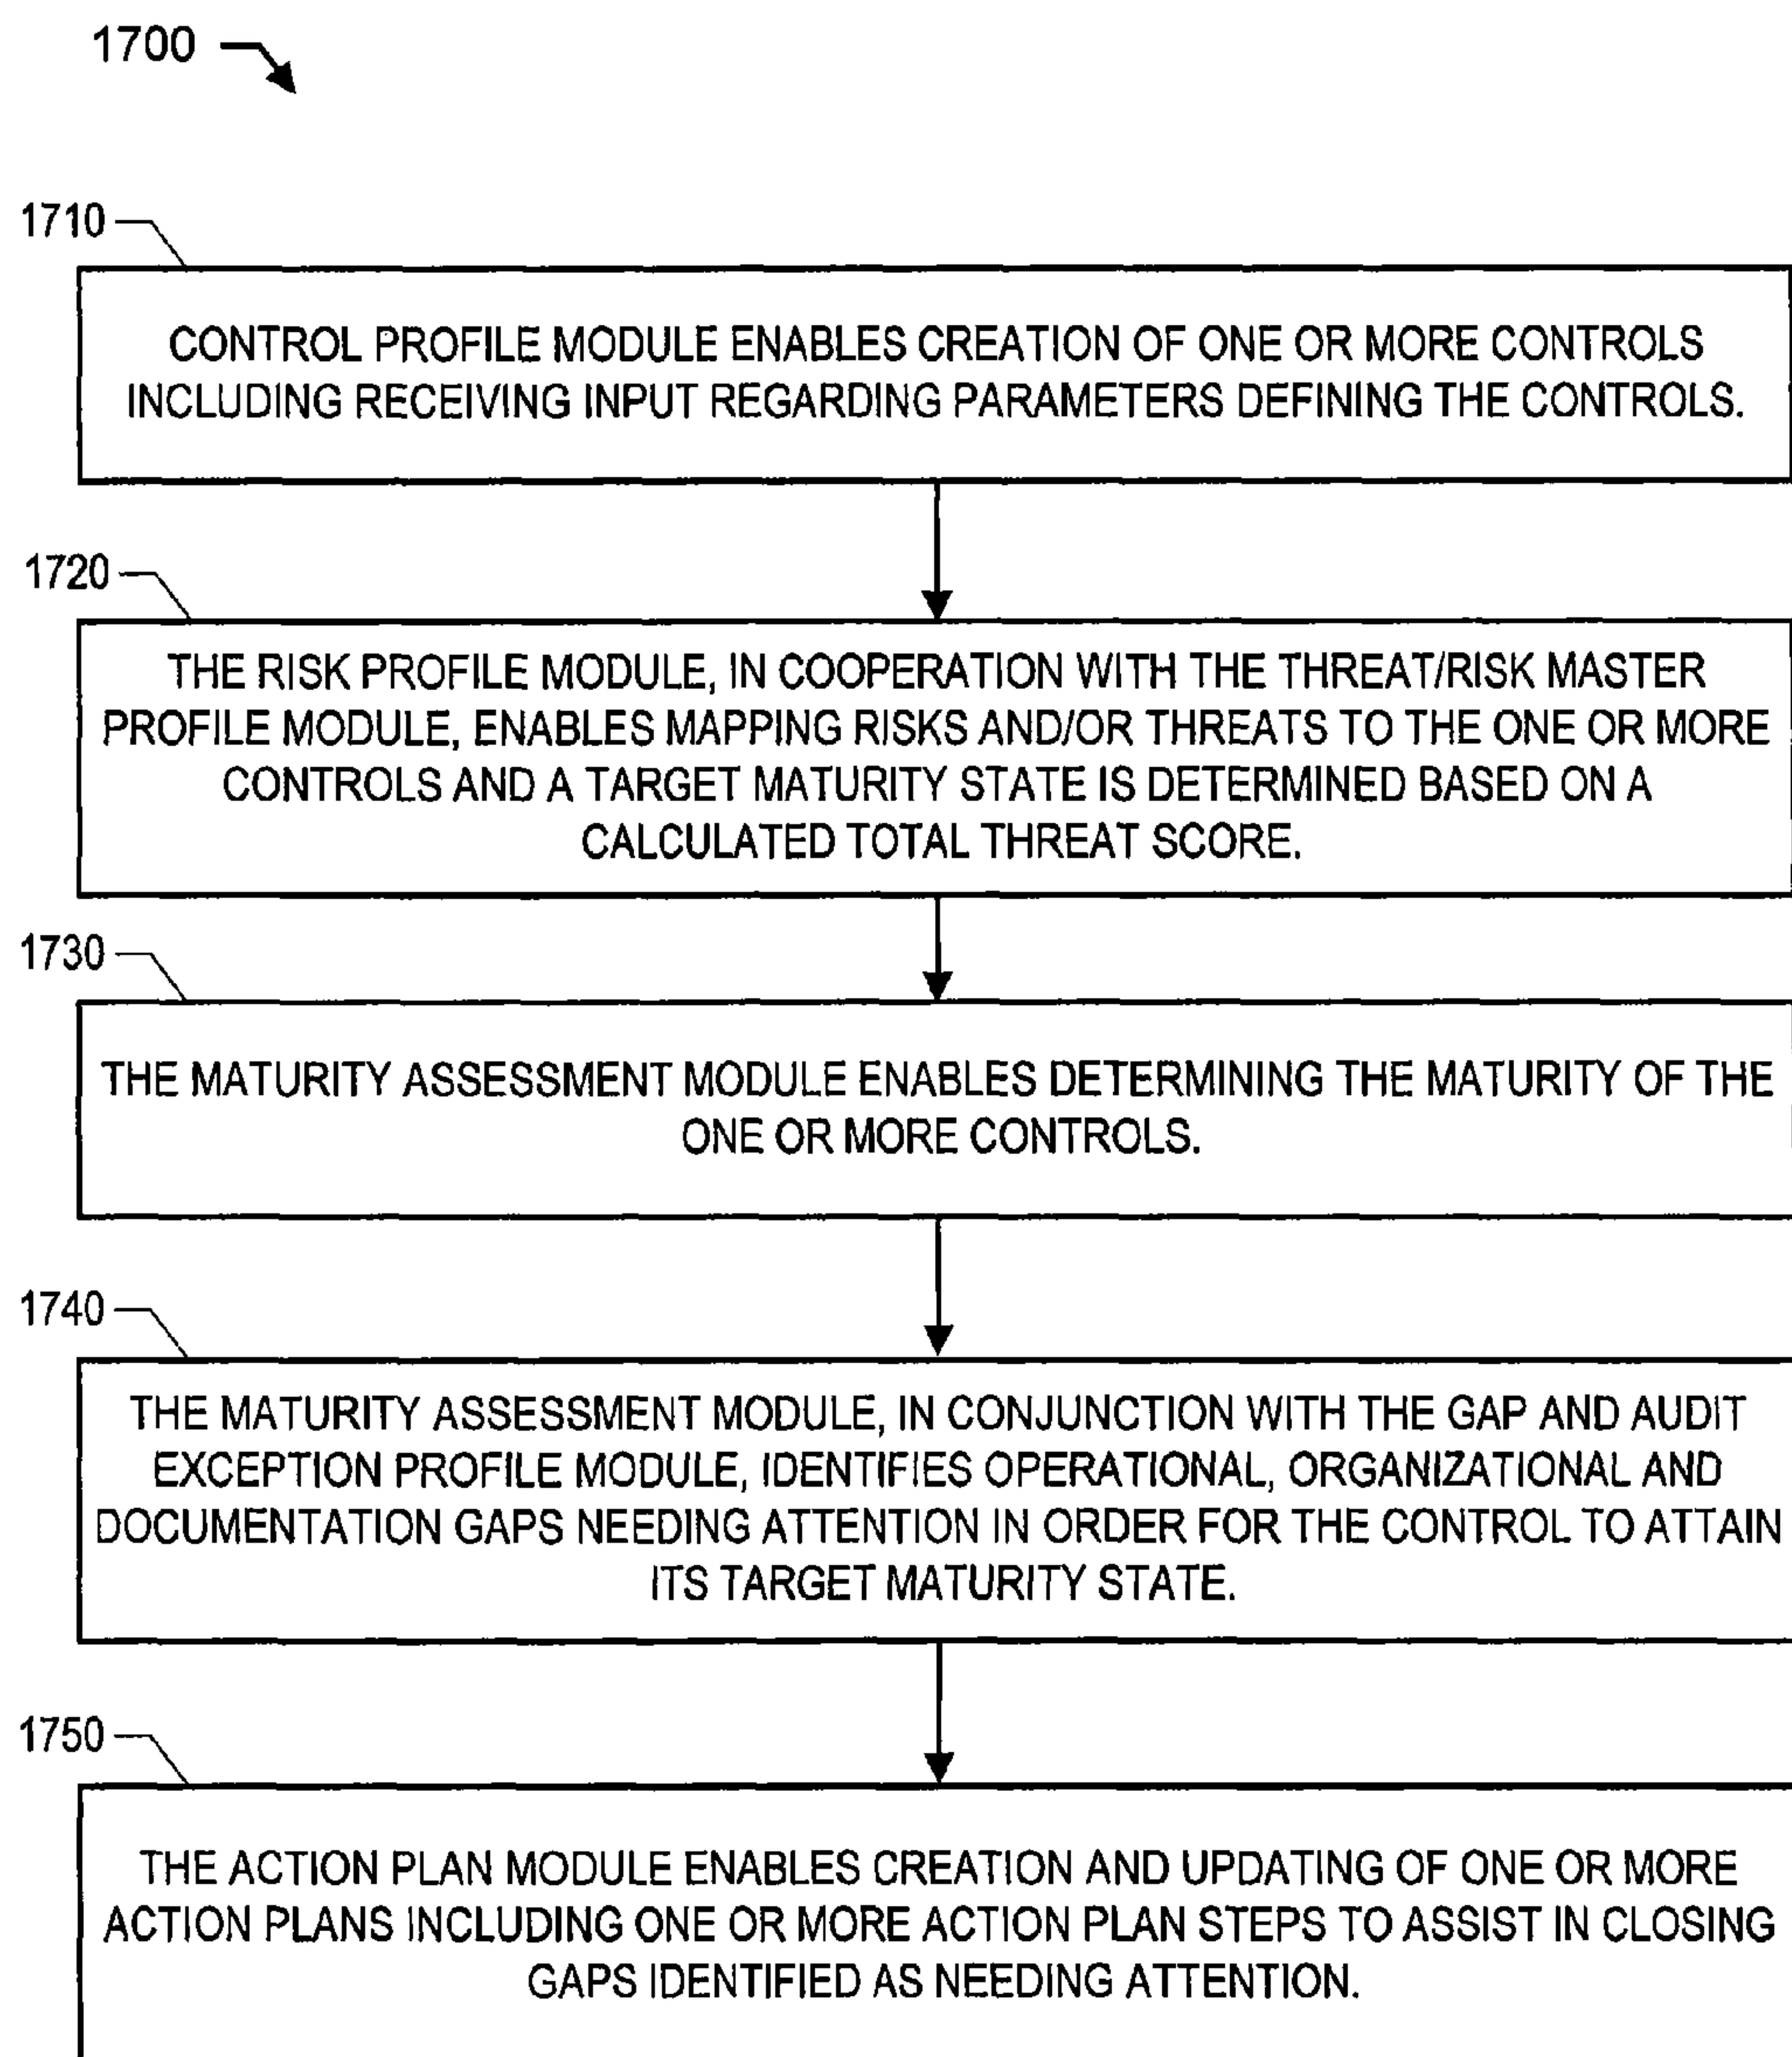 1700
1710
CONTROL PROFILE MODULE ENABLES CREATION OF ONE OR MORE CONTROLS
INCLUDING RECEIVING INPUT REGARDING PARAMETERS DEFINING THE CONTROLS.
1720
THE RISK PROFILE MODULE, IN COOPERATION WITH THE THREAT/RISK MASTER
PROFILE MODULE, ENABLES MAPPING RISKS AND/OR THREATS TO THE ONE OR MORE
CONTROLS AND A TARGET MATURITY STATE IS DETERMINED BASED ON A
CALCULATED TOTAL THREAT SCORE.
1730
THE MATURITY ASSESSMENT MODULE ENABLES DETERMINING THE MATURITY OF THE
ONE OR MORE CONTROLS.
1740
THE MATURITY ASSESSMENT MODULE, IN CONJUNCTION WITH THE GAP AND AUDIT
EXCEPTION PROFILE MODULE, IDENTIFIES OPERATIONAL, ORGANIZATIONAL AND
DOCUMENTATION GAPS NEEDING ATTENTION IN ORDER FOR THE CONTROL TO ATTAIN
ITS TARGET MATURITY STATE.
1750
THE ACTION PLAN MODULE ENABLES CREATION AND UPDATING OF ONE OR MORE
ACTION PLANS INCLUDING ONE OR MORE ACTION PLAN STEPS TO ASSIST IN CLOSING
GAPS IDENTIFIED AS NEEDING ATTENTION.